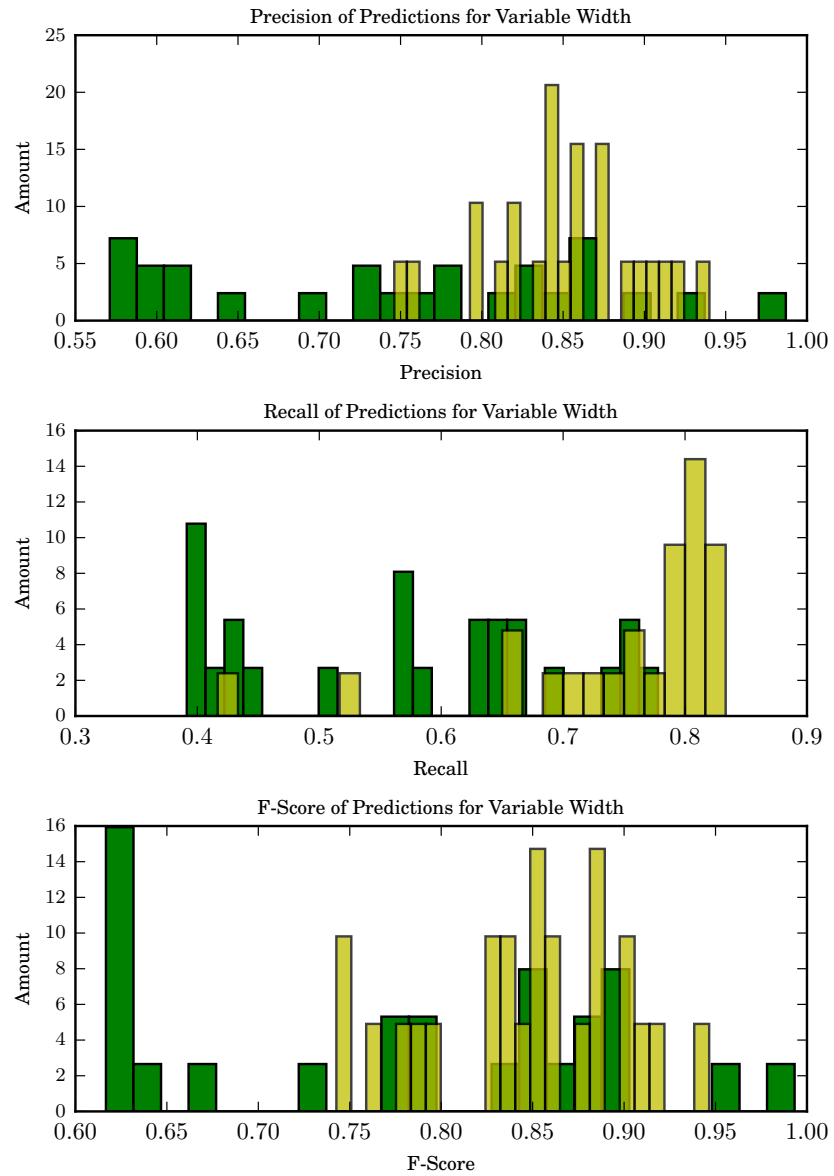 Precision of Predictions for Variable Width
25
20
15
10
5
0
Amount
0.55 0.60 0.65 0.70 0.75 0.80 0.85 0.90 0.95 1.00
Precision
Recall of Predictions for Variable Width
16
14
12
10
8
6
4
2
0
Amount
0.3 0.4 0.5 0.6 0.7 0.8 0.9
Recall
F-Score of Predictions for Variable Width
16
14
12
10
8
6
4
2
0
Amount
0.60 0.65 0.70 0.75 0.80 0.85 0.90 0.95 1.00
F-Score